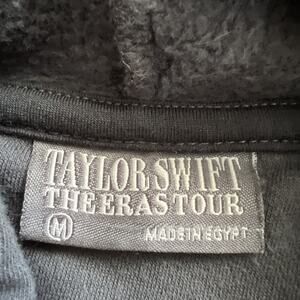 TAYLOR SWIFT
THE ERAS TOUR
M MADE IN EGYPT